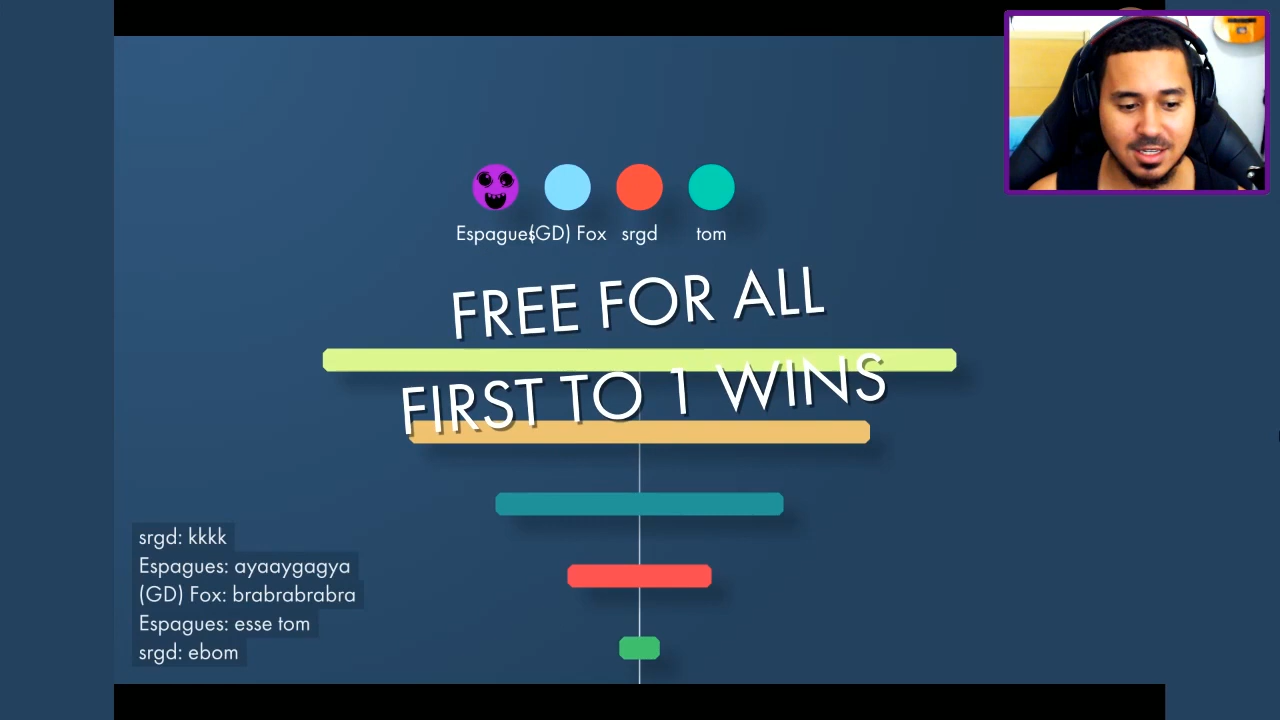 Espagues (GD) Fox srgd tom
FREE FOR ALL
FIRST TO 1 WINS
srgd: kkkk
Espagues: ayaaygagya
(GD) Fox: brabrabrabra
Espagues: esse tom
srgd: ebom